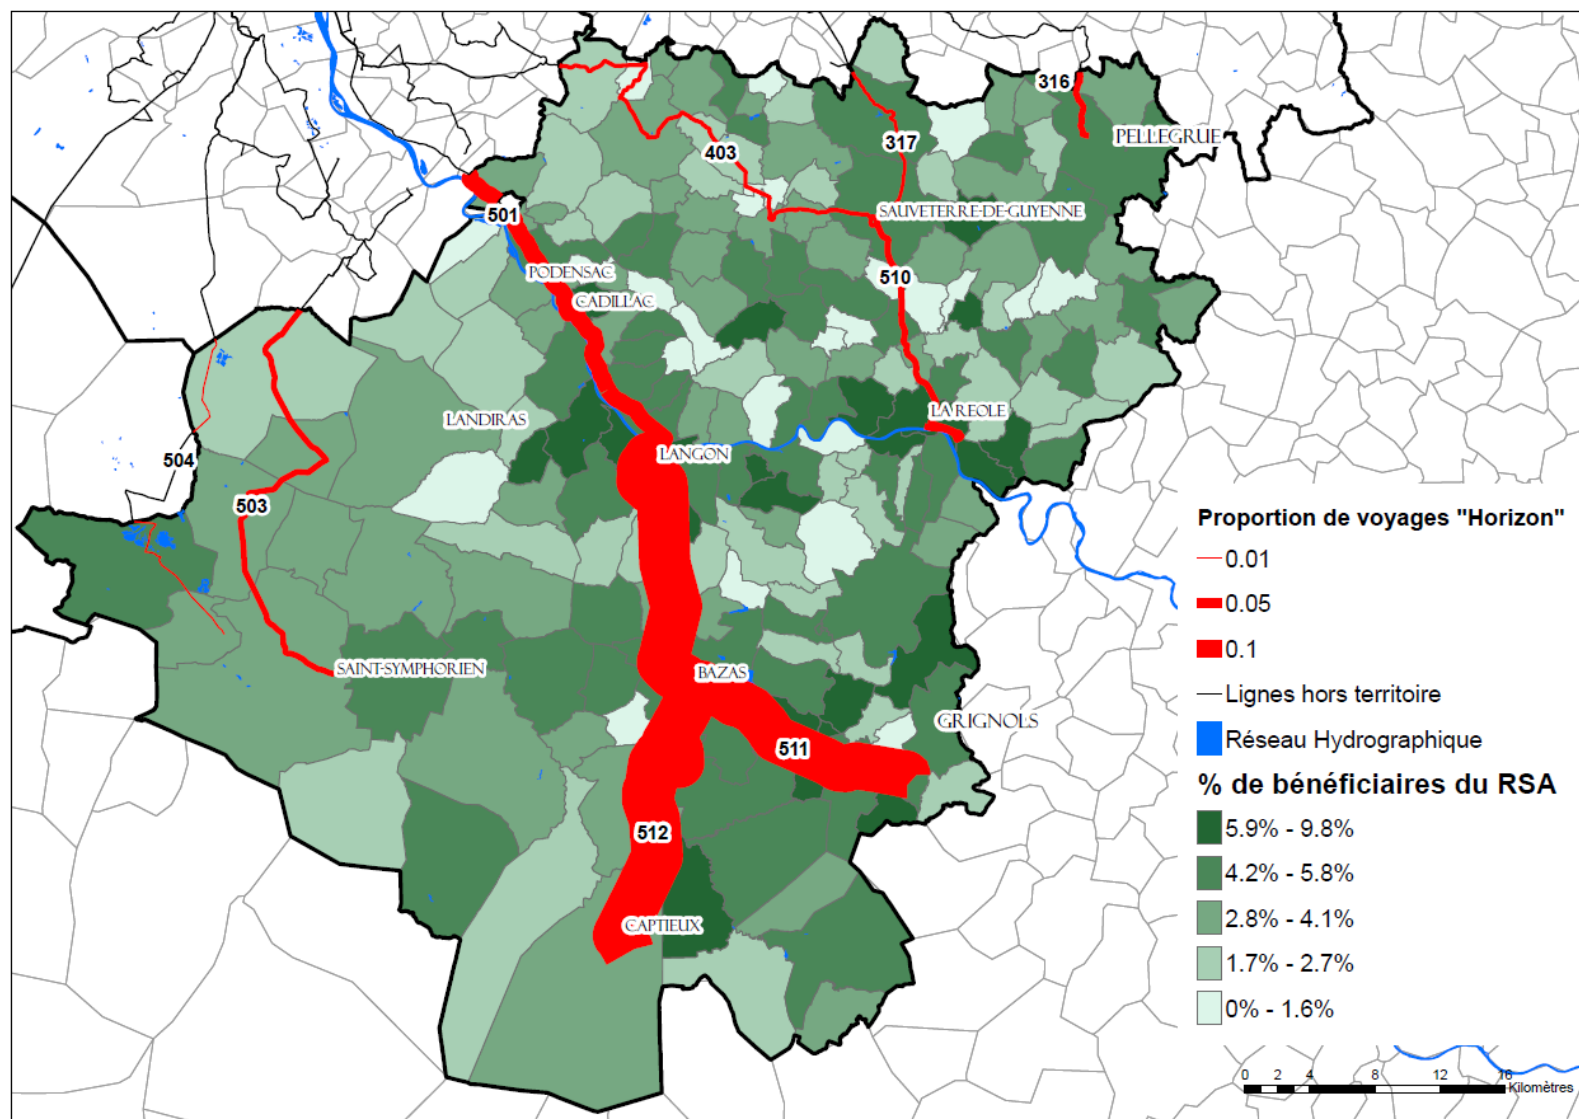 316
PELLEGRUE
403
317
501
SAUVETERRE-DE-GUYENNE
PODENSAC
510
CADILLAC
LANDIRAS
LA REOLE
504
LANGON
503
SAINT-SYMPHORIEN
BAZAS
GRIGNOLS
511
512
CAPTIEUX
Proportion de voyages "Horizon"
0.01
0.05
0.1
Lignes hors territoire
Réseau Hydrographique
% de bénéficiaires du RSA
5.9% - 9.8%
4.2% - 5.8%
2.8% - 4.1%
1.7% - 2.7%
0% - 1.6%
0 2 4 8 12 16
Kilomètres